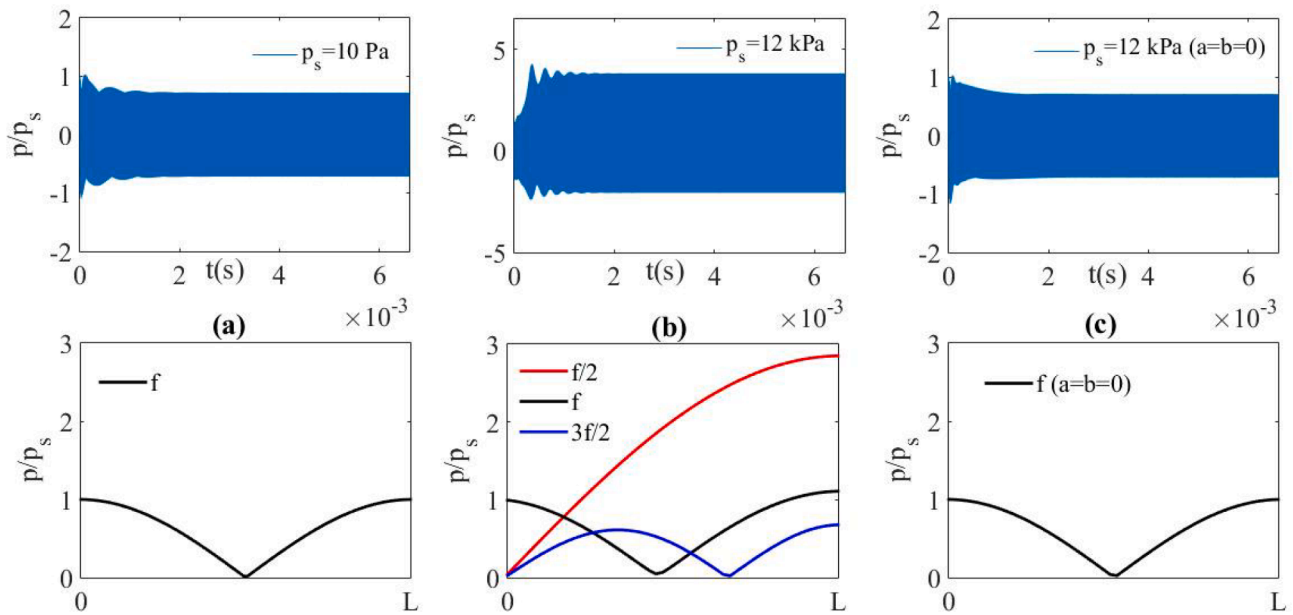 2
1
0
-1
-2
p/p_s
p_s=10 Pa
0 2 t(s) 4 6
×10^-3
(a)
5
0
-5
p/p_s
p_s=12 kPa
0 2 t(s) 4 6
×10^-3
(b)
2
1
0
-1
-2
p/p_s
p_s=12 kPa (a=b=0)
0 2 t(s) 4 6
×10^-3
(c)
3
2
1
0
p/p_s
f
0 L
3
2
1
0
p/p_s
f/2
f
3f/2
0 L
3
2
1
0
p/p_s
f (a=b=0)
0 L